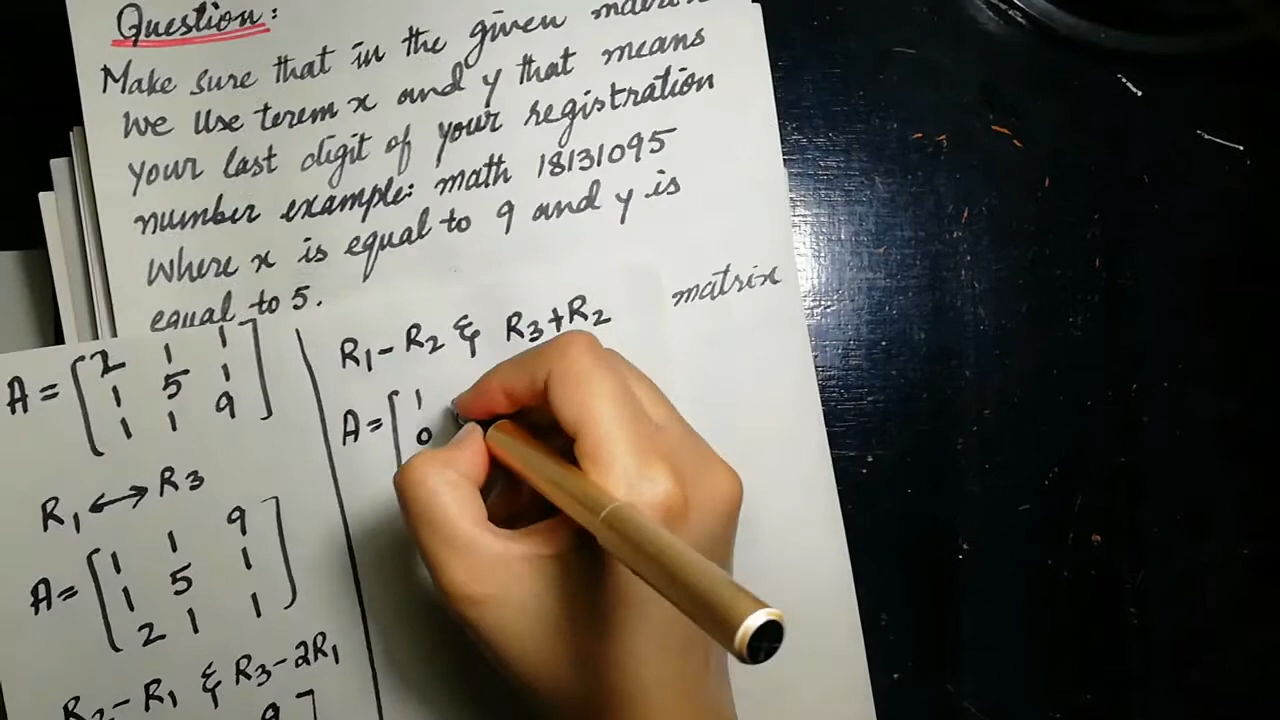 Question:
Make sure that in the given
We use terem x and y that means
your last digit of your registration
number example: math 18131095
where x is equal to 9 and y is
equal to 5.
matrix
A = [2 1 1
1 5 1
1 1 9]
R1 ↔ R3
A = [1 1 9
1 5 1
2 1 1]
R2 - R1 & R3 - 2R1
9
R1 - R2 & R3 + R2
A = [1
0